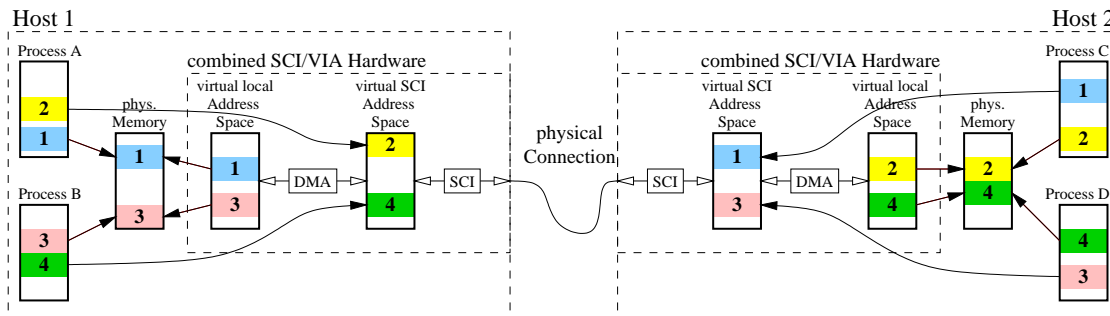 Host 1
Host 2
Process A
combined SCI/VIA Hardware
combined SCI/VIA Hardware
Process C
virtual local
Address
Space
virtual SCI
Address
Space
virtual SCI
Address
Space
virtual local
Address
Space
phys.
Memory
phys.
Memory
physical
Connection
2
1
1
1
3
3
2
4
DMA
SCI
SCI
DMA
1
3
2
4
2
4
1
2
Process B
3
4
Process D
4
3